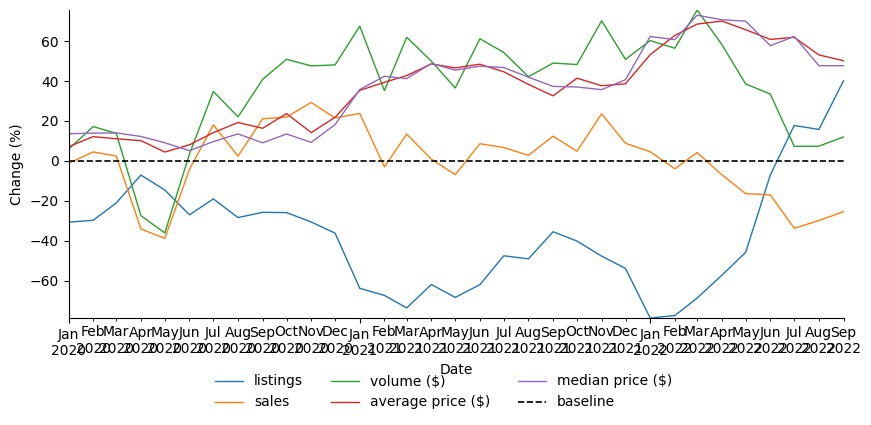 60
40
20
0
−20
−40
−60
Change (%)
Jan Feb Mar Apr May Jun Jul Aug Sep Oct Nov Dec Jan Feb Mar Apr May Jun Jul Aug Sep Oct Nov Dec Jan Feb Mar Apr May Jun Jul Aug Sep
2020 2020 2020 2020 2020 2020 2020 2020 2020 2020 2020 2020 2021 2021 2021 2021 2021 2021 2021 2021 2021 2021 2021 2021 2022 2022 2022 2022 2022 2022 2022 2022 2022
Date
listings volume ($) median price ($)
sales average price ($) baseline